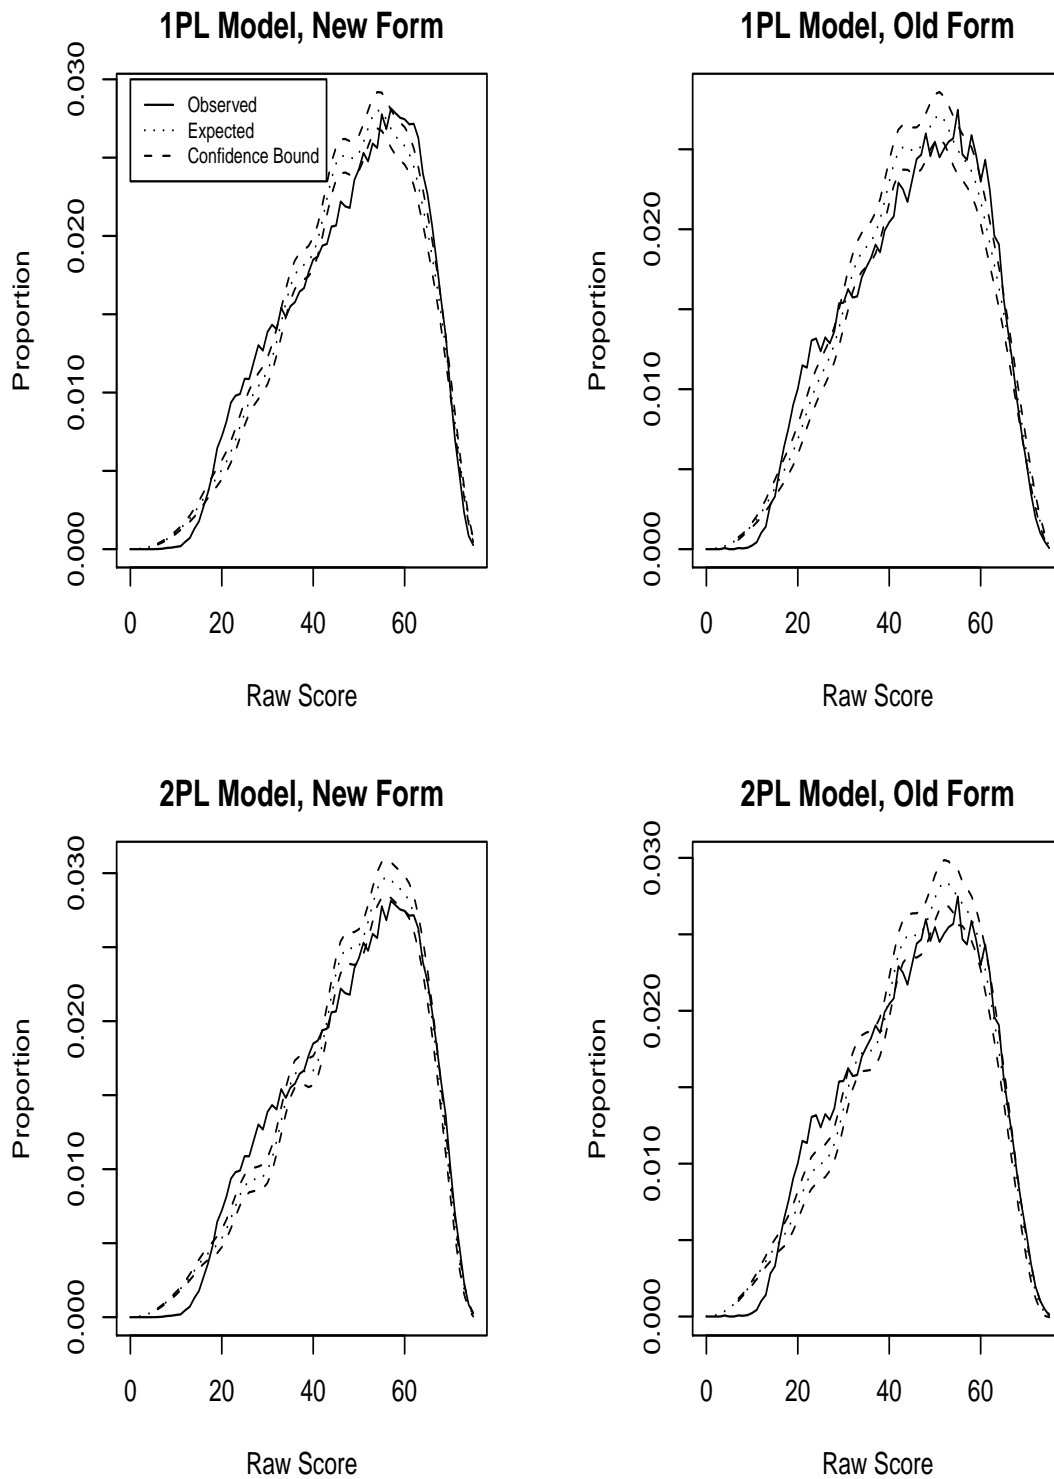 1PL Model, New Form
Proportion
0.000 0.010 0.020 0.030
Observed
Expected
Confidence Bound
0 20 40 60
Raw Score
1PL Model, Old Form
Proportion
0.000 0.010 0.020
0 20 40 60
Raw Score
2PL Model, New Form
Proportion
0.000 0.010 0.020 0.030
0 20 40 60
Raw Score
2PL Model, Old Form
Proportion
0.000 0.010 0.020 0.030
0 20 40 60
Raw Score